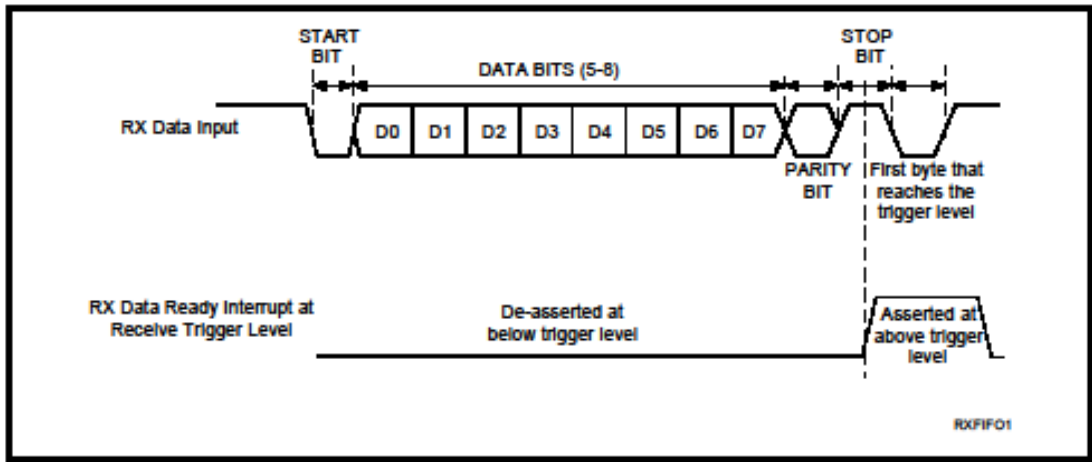 START
BIT
STOP
BIT
DATA BITS (5-8)
RX Data Input
D0 D1 D2 D3 D4 D5 D6 D7
PARITY
BIT
First byte that
reaches the
trigger level
RX Data Ready Interrupt at
Receive Trigger Level
De-asserted at
below trigger level
Asserted at
above trigger
level
RXFIFO1